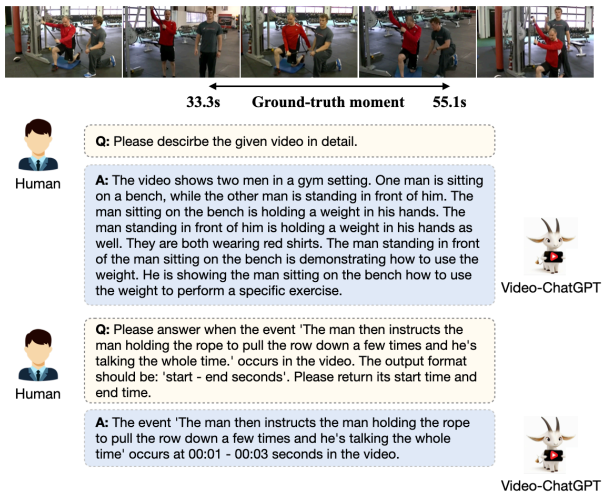 33.3s Ground-truth moment 55.1s
Human
Q: Please descirbe the given video in detail.
A: The video shows two men in a gym setting. One man is sitting
on a bench, while the other man is standing in front of him. The
man sitting on the bench is holding a weight in his hands. The
man standing in front of him is holding a weight in his hands as
well. They are both wearing red shirts. The man standing in front
of the man sitting on the bench is demonstrating how to use the
weight. He is showing the man sitting on the bench how to use
the weight to perform a specific exercise.
Video-ChatGPT
Human
Q: Please answer when the event 'The man then instructs the
man holding the rope to pull the row down a few times and he's
talking the whole time.' occurs in the video. The output format
should be: 'start - end seconds'. Please return its start time and
end time.
A: The event 'The man then instructs the man holding the rope
to pull the row down a few times and he's talking the whole
time' occurs at 00:01 - 00:03 seconds in the video.
Video-ChatGPT